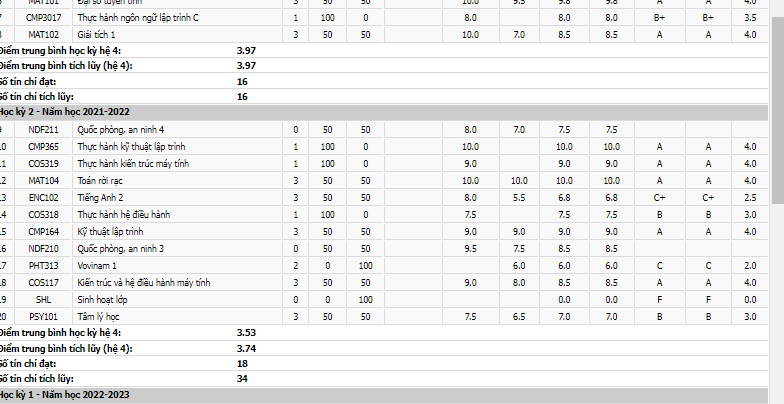 MAT101 Đại số tuyến tính 3 50 50 10.0 9.5 9.8 9.8 A A 4.0
7 CMP3017 Thực hành ngôn ngữ lập trình C 1 100 0 8.0 8.0 8.0 B+ B+ 3.5
8 MAT102 Giải tích 1 3 50 50 10.0 7.0 8.5 8.5 A A 4.0
Điểm trung bình học kỳ hệ 4: 3.97
Điểm trung bình tích lũy (hệ 4): 3.97
Số tín chỉ đạt: 16
Số tín chỉ tích lũy: 16
Học kỳ 2 - Năm học 2021-2022
9 NDF211 Quốc phòng, an ninh 4 0 50 50 8.0 7.0 7.5 7.5
10 CMP365 Thực hành kỹ thuật lập trình 1 100 0 10.0 10.0 10.0 A A 4.0
11 COS319 Thực hành kiến trúc máy tính 1 100 0 9.0 9.0 9.0 A A 4.0
12 MAT104 Toán rời rạc 3 50 50 10.0 10.0 10.0 10.0 A A 4.0
13 ENC102 Tiếng Anh 2 3 50 50 8.0 5.5 6.8 6.8 C+ C+ 2.5
14 COS318 Thực hành hệ điều hành 1 100 0 7.5 7.5 7.5 B B 3.0
15 CMP164 Kỹ thuật lập trình 3 50 50 9.0 9.0 9.0 9.0 A A 4.0
16 NDF210 Quốc phòng, an ninh 3 0 50 50 9.5 7.5 8.5 8.5
17 PHT313 Vovinam 1 2 0 100 6.0 6.0 6.0 C C 2.0
18 COS117 Kiến trúc và hệ điều hành máy tính 3 50 50 9.0 8.0 8.5 8.5 A A 4.0
19 SHL Sinh hoạt lớp 0 0 100 0.0 0.0 F F 0.0
20 PSY101 Tâm lý học 3 50 50 7.5 6.5 7.0 7.0 B B 3.0
Điểm trung bình học kỳ hệ 4: 3.53
Điểm trung bình tích lũy (hệ 4): 3.74
Số tín chỉ đạt: 18
Số tín chỉ tích lũy: 34
Học kỳ 1 - Năm học 2022-2023